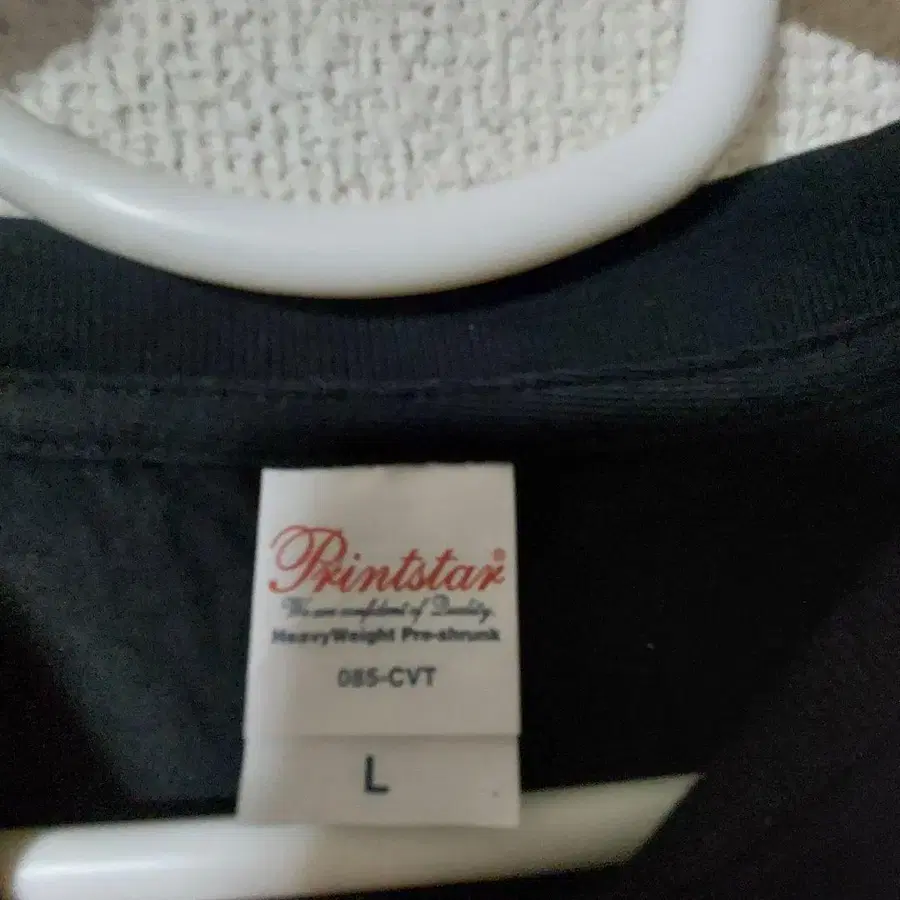 Printstar®
We are confident of Quality.
HeavyWeight Pre-shrunk
085-CVT
L